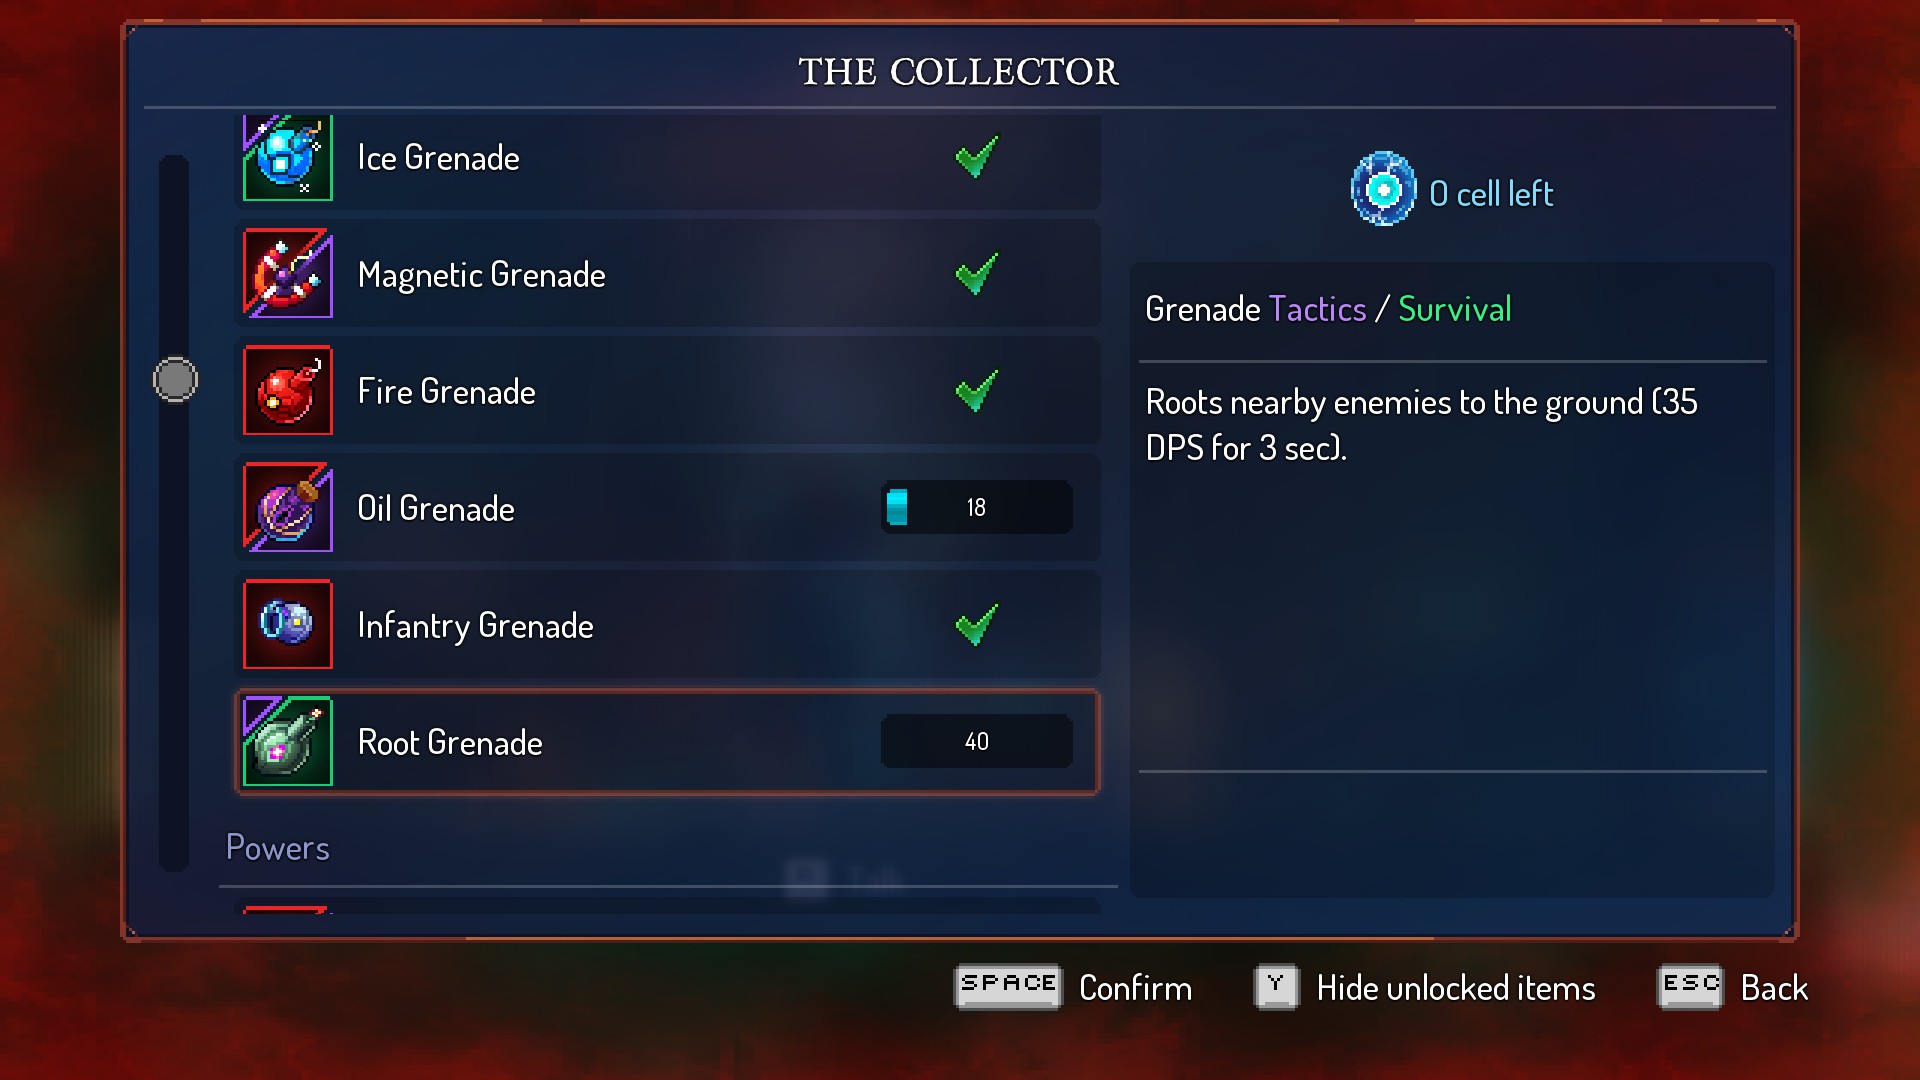 THE COLLECTOR
Ice Grenade
Magnetic Grenade
Fire Grenade
Oil Grenade
18
Infantry Grenade
Root Grenade
40
Powers
Talk
0 cell left
Grenade Tactics / Survival
Roots nearby enemies to the ground (35
DPS for 3 sec).
SPACE Confirm
Y Hide unlocked items
ESC Back